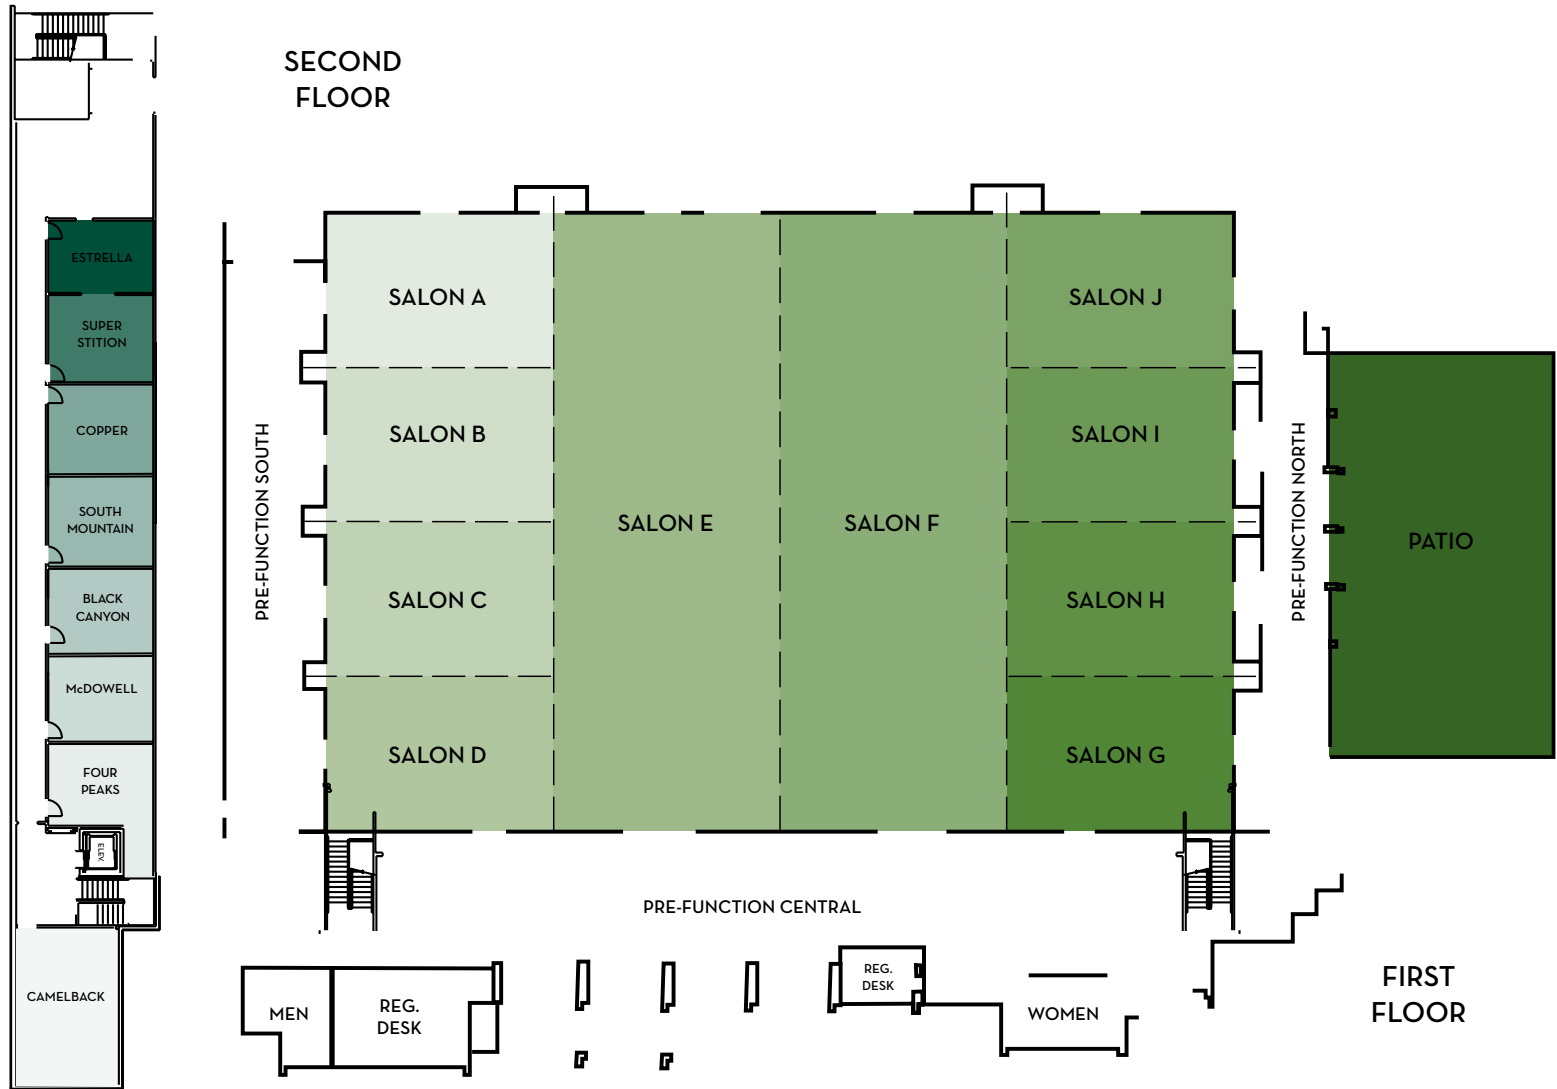 SECOND
FLOOR
ESTRELLA
SUPER
STITION
COPPER
SOUTH
MOUNTAIN
BLACK
CANYON
McDOWELL
FOUR
PEAKS
ELEV.
CAMELBACK
PRE-FUNCTION SOUTH
SALON A
SALON B
SALON C
SALON D
SALON E
SALON F
SALON J
SALON I
SALON H
SALON G
PRE-FUNCTION NORTH
PATIO
PRE-FUNCTION CENTRAL
MEN
REG.
DESK
REG.
DESK
WOMEN
FIRST
FLOOR